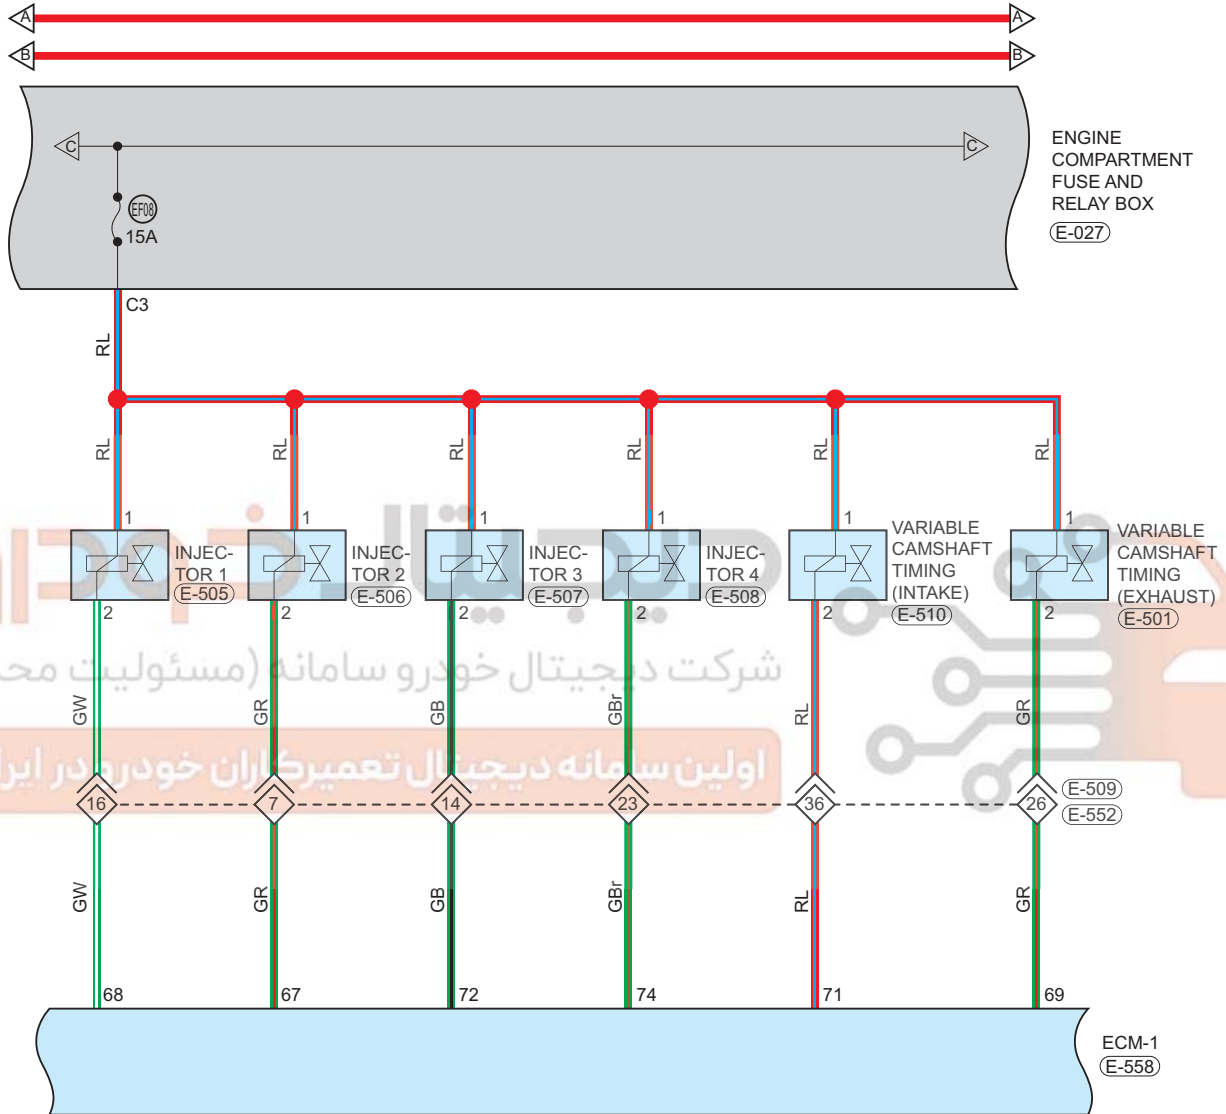 A A
B B
C C
EF08
15A
ENGINE
COMPARTMENT
FUSE AND
RELAY BOX
E-027
C3
RL
RL RL RL RL RL RL
1 1 1 1 1 1
INJEC-
TOR 1
E-505
INJEC-
TOR 2
E-506
INJEC-
TOR 3
E-507
INJEC-
TOR 4
E-508
VARIABLE
CAMSHAFT
TIMING
(INTAKE)
E-510
VARIABLE
CAMSHAFT
TIMING
(EXHAUST)
E-501
2 2 2 2 2 2
دیجیتال خودرو
شرکت دیجیتال خودرو سامانه (مسئولیت
GW GR GB GBr RL GR
اولین سامانه دیجیتال تعمیرکاران خودرو در
16 7 14 23 36 26
E-509
E-552
GW GR GB GBr RL GR
68 67 72 74 71 69
ECM-1
E-558